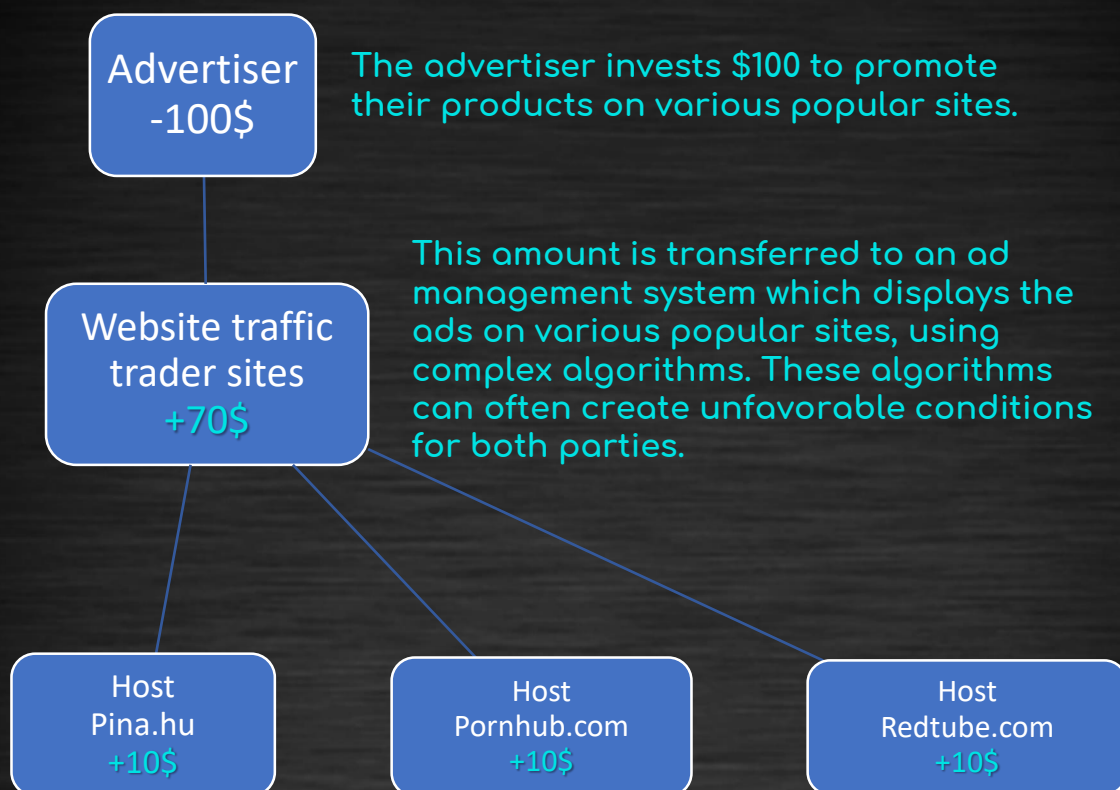 Advertiser
-100$
The advertiser invests $100 to promote
their products on various popular sites.
This amount is transferred to an ad
management system which displays the
ads on various popular sites, using
complex algorithms. These algorithms
can often create unfavorable conditions
for both parties.
Website traffic
trader sites
+70$
Host
Pina.hu
+10$
Host
Pornhub.com
+10$
Host
Redtube.com
+10$